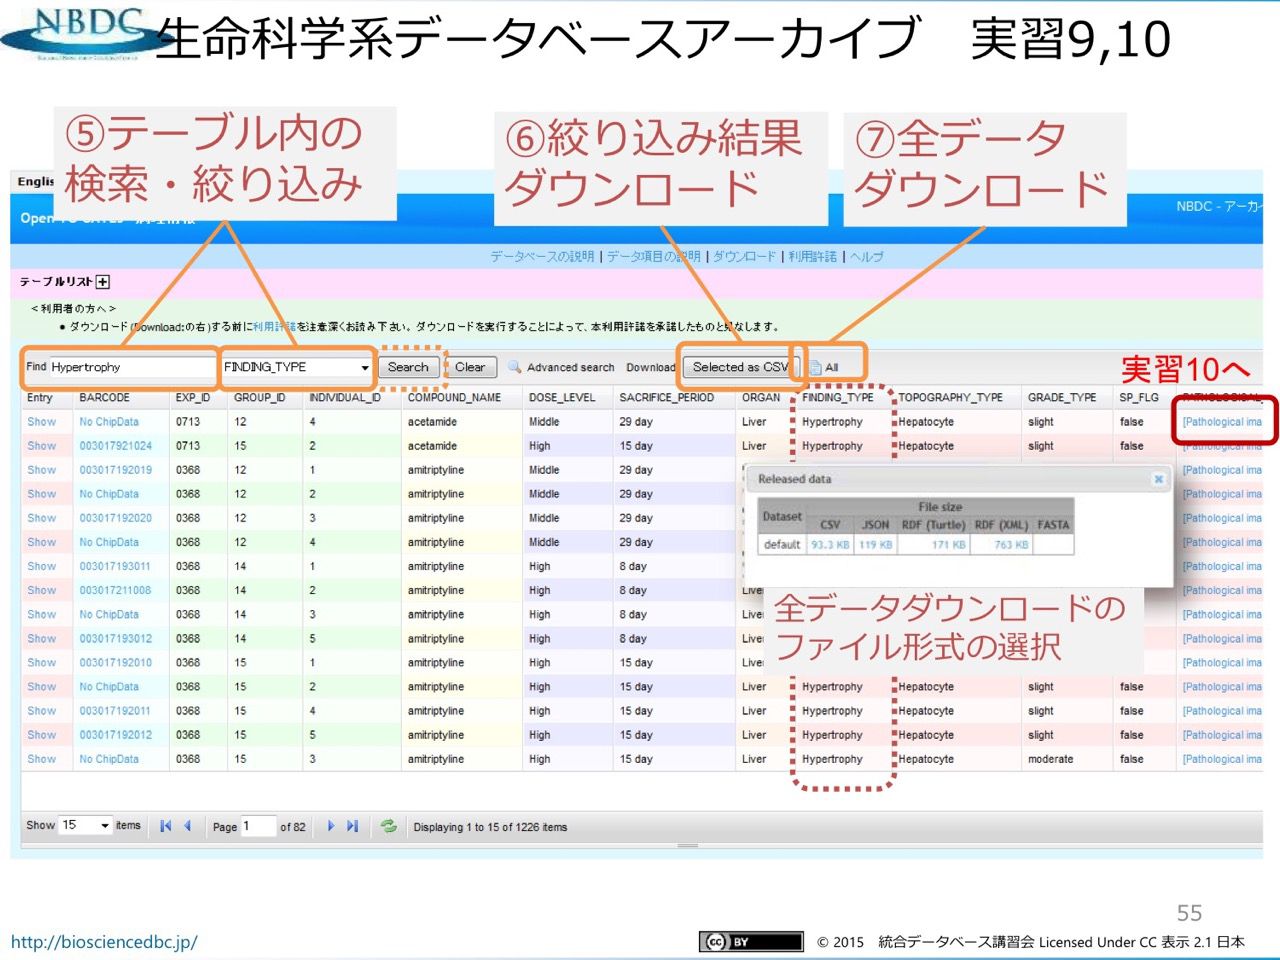 NBDC
生命科学系データベースアーカイブ　実習9,10
⑤テーブル内の
検索・絞り込み
⑥絞り込み結果
ダウンロード
⑦全データ
ダウンロード
Englis
Open
NBDC - アーカイ
データベースの説明 | データ項目の説明 | ダウンロード | 利用許諾 | ヘルプ
テーブルリスト
＜利用者の方へ＞
• ダウンロード(Download:の右)する前に利用許諾を注意深くお読み下さい。ダウンロードを実行することによって、本利用許諾を承諾したものと見なします。
Find Hypertrophy FINDING_TYPE Search Clear Advanced search Download Selected as CSV All
実習10へ
Entry BARCODE EXP_ID GROUP_ID INDIVIDUAL_ID COMPOUND_NAME DOSE_LEVEL SACRIFICE_PERIOD ORGAN FINDING_TYPE TOPOGRAPHY_TYPE GRADE_TYPE SP_FLG PATHOLOGICAL_
Show No ChipData 0713 12 4 acetamide Middle 29 day Liver Hypertrophy Hepatocyte slight false [Pathological ima
Show 003017921024 0713 15 2 acetamide High 15 day Liver Hypertrophy Hepatocyte slight false [Pathological ima
Show 003017192019 0368 12 1 amitriptyline Middle 29 day [Pathological ima
Show No ChipData 0368 12 2 amitriptyline Middle 29 day [Pathological ima
Show 003017192020 0368 12 3 amitriptyline Middle 29 day [Pathological ima
Show No ChipData 0368 12 4 amitriptyline Middle 29 day [Pathological ima
Show 003017193011 0368 14 1 amitriptyline High 8 day [Pathological ima
Show 003017211008 0368 14 2 amitriptyline High 8 day Live [Pathological ima
Show No ChipData 0368 14 3 amitriptyline High 8 day Live [Pathological ima
Show 003017193012 0368 14 5 amitriptyline High 8 day Live [Pathological ima
Show 003017192010 0368 15 1 amitriptyline High 15 day Live [Pathological ima
Show No ChipData 0368 15 2 amitriptyline High 15 day Liver Hypertrophy Hepatocyte slight false [Pathological ima
Show 003017192011 0368 15 4 amitriptyline High 15 day Liver Hypertrophy Hepatocyte slight false [Pathological ima
Show 003017192012 0368 15 5 amitriptyline High 15 day Liver Hypertrophy Hepatocyte slight false [Pathological ima
Show No ChipData 0368 15 3 amitriptyline High 15 day Liver Hypertrophy Hepatocyte moderate false [Pathological ima
Released data
Dataset File size
CSV JSON RDF (Turtle) RDF (XML) FASTA
default 93.3 KB 119 KB 171 KB 763 KB
全データダウンロードの
ファイル形式の選択
Show 15 items Page 1 of 82 Displaying 1 to 15 of 1226 items
55
http://biosciencedbc.jp/
cc BY
© 2015　統合データベース講習会 Licensed Under CC 表示 2.1 日本